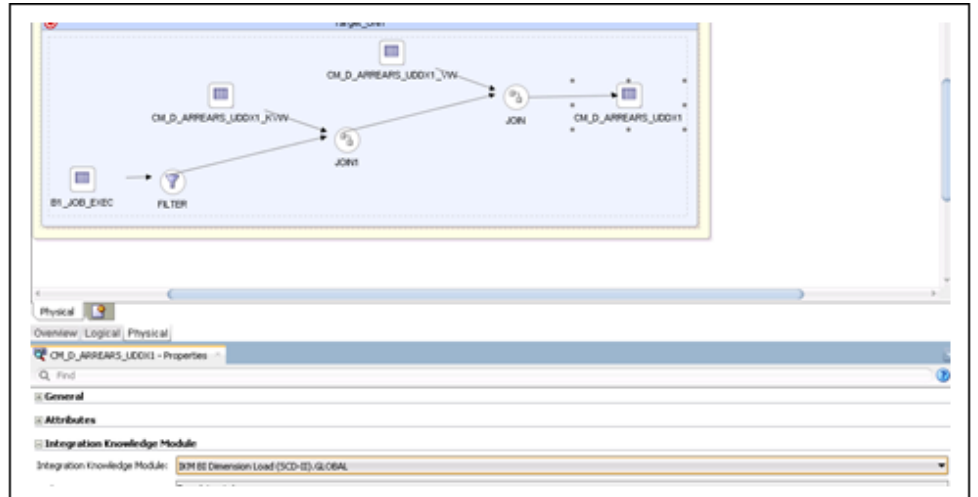 Target_Unit
CM_D_ARREARS_UDDX1_VW
CM_D_ARREARS_UDDX1_KVW
JOIN
CM_D_ARREARS_UDDX1
JOIN1
B1_JOB_EXEC
FILTER
Physical
Overview Logical Physical
CM_D_ARREARS_UDDX1 - Properties
Find
General
Attributes
Integration Knowledge Module
Integration Knowledge Module: IKM BI Dimension Load (SCD-II).GLOBAL